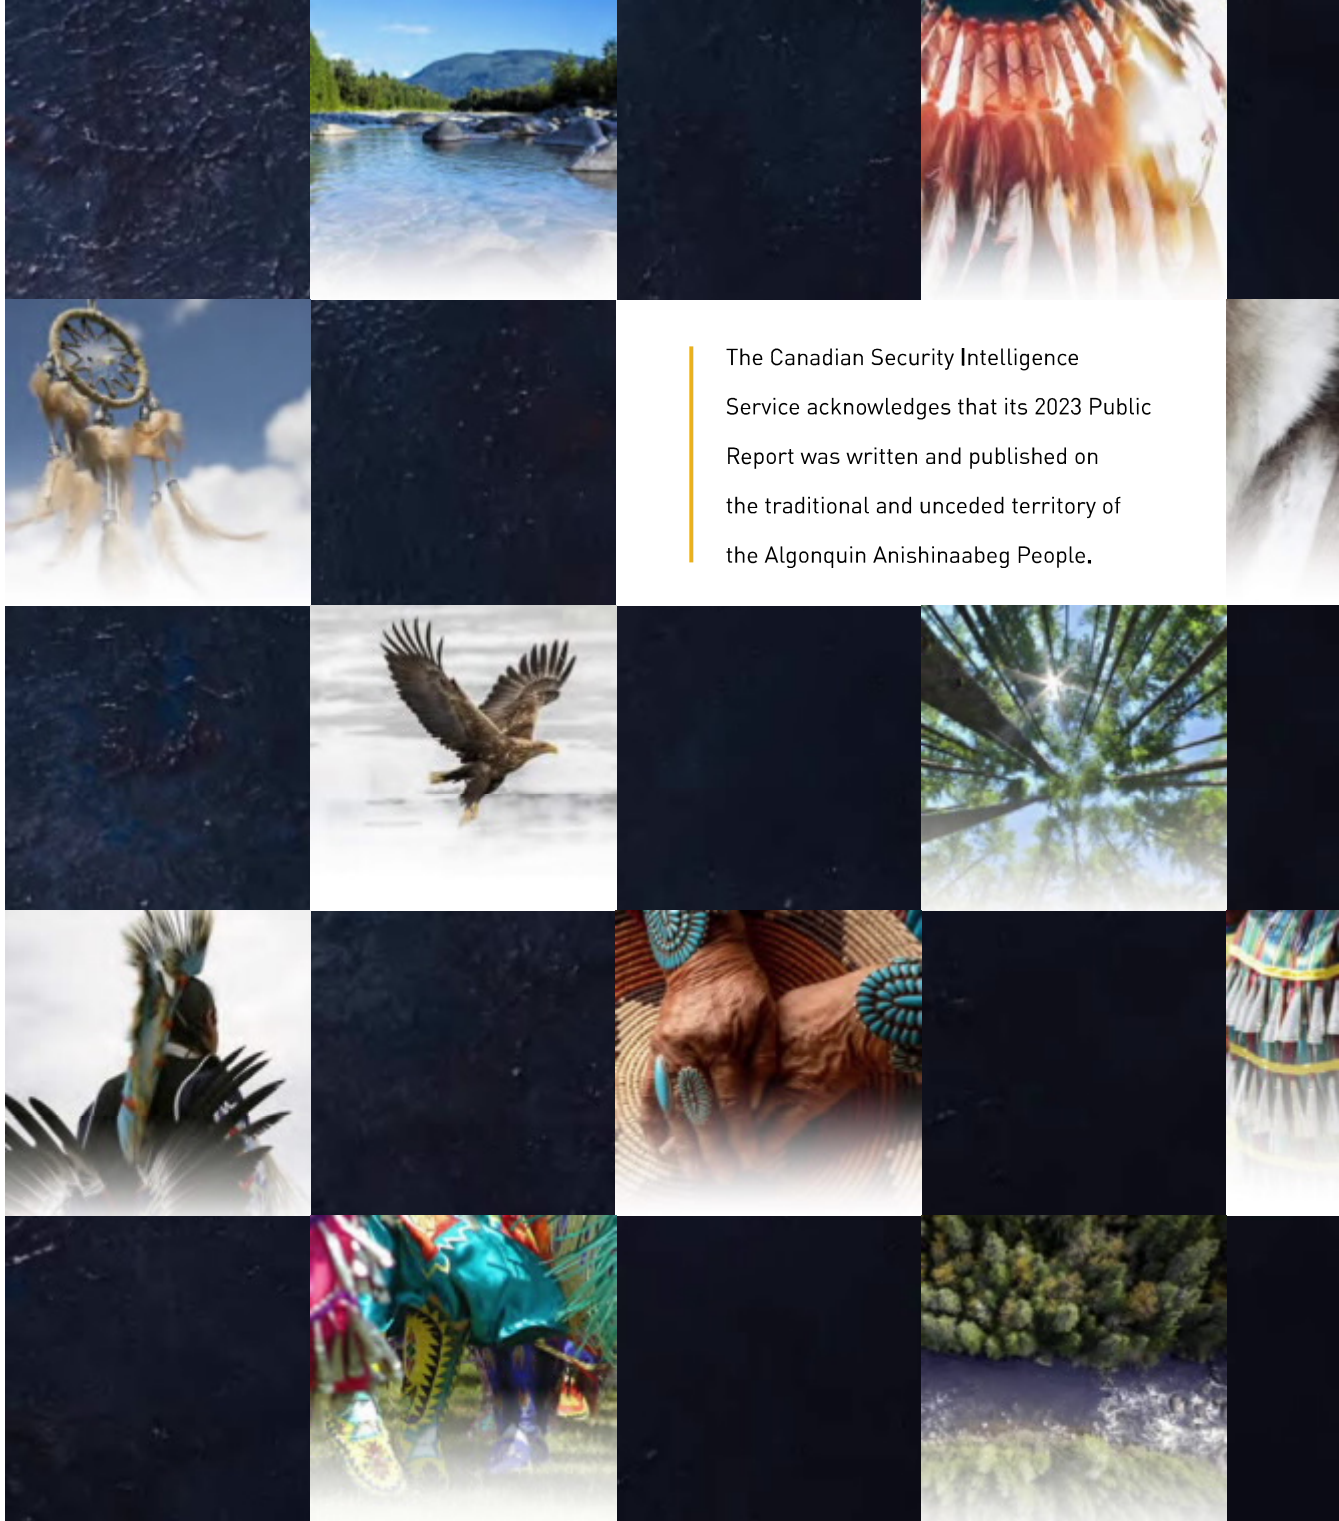 The Canadian Security Intelligence
Service acknowledges that its 2023 Public
Report was written and published on
the traditional and unceded territory of
the Algonquin Anishinaabeg People.